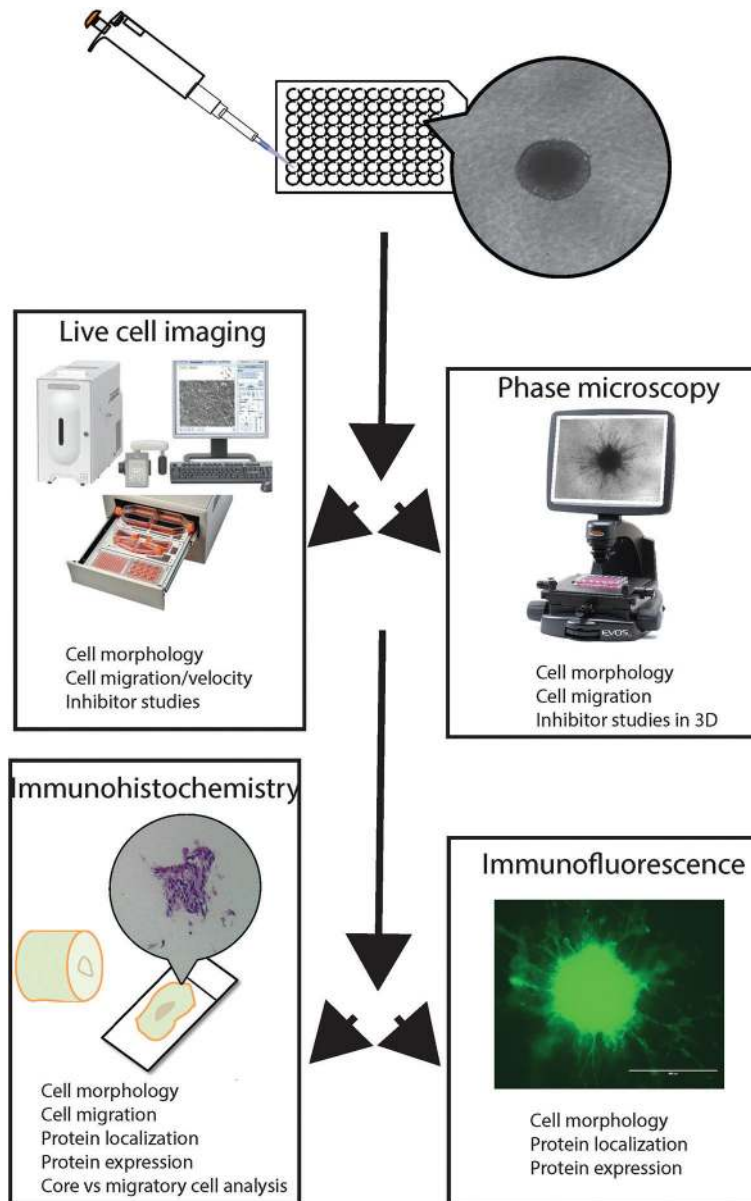 Live cell imaging
Cell morphology
Cell migration/velocity
Inhibitor studies
Phase microscopy
EVOS
Cell morphology
Cell migration
Inhibitor studies in 3D
Immunohistochemistry
Cell morphology
Cell migration
Protein localization
Protein expression
Core vs migratory cell analysis
Immunofluorescence
Cell morphology
Protein localization
Protein expression